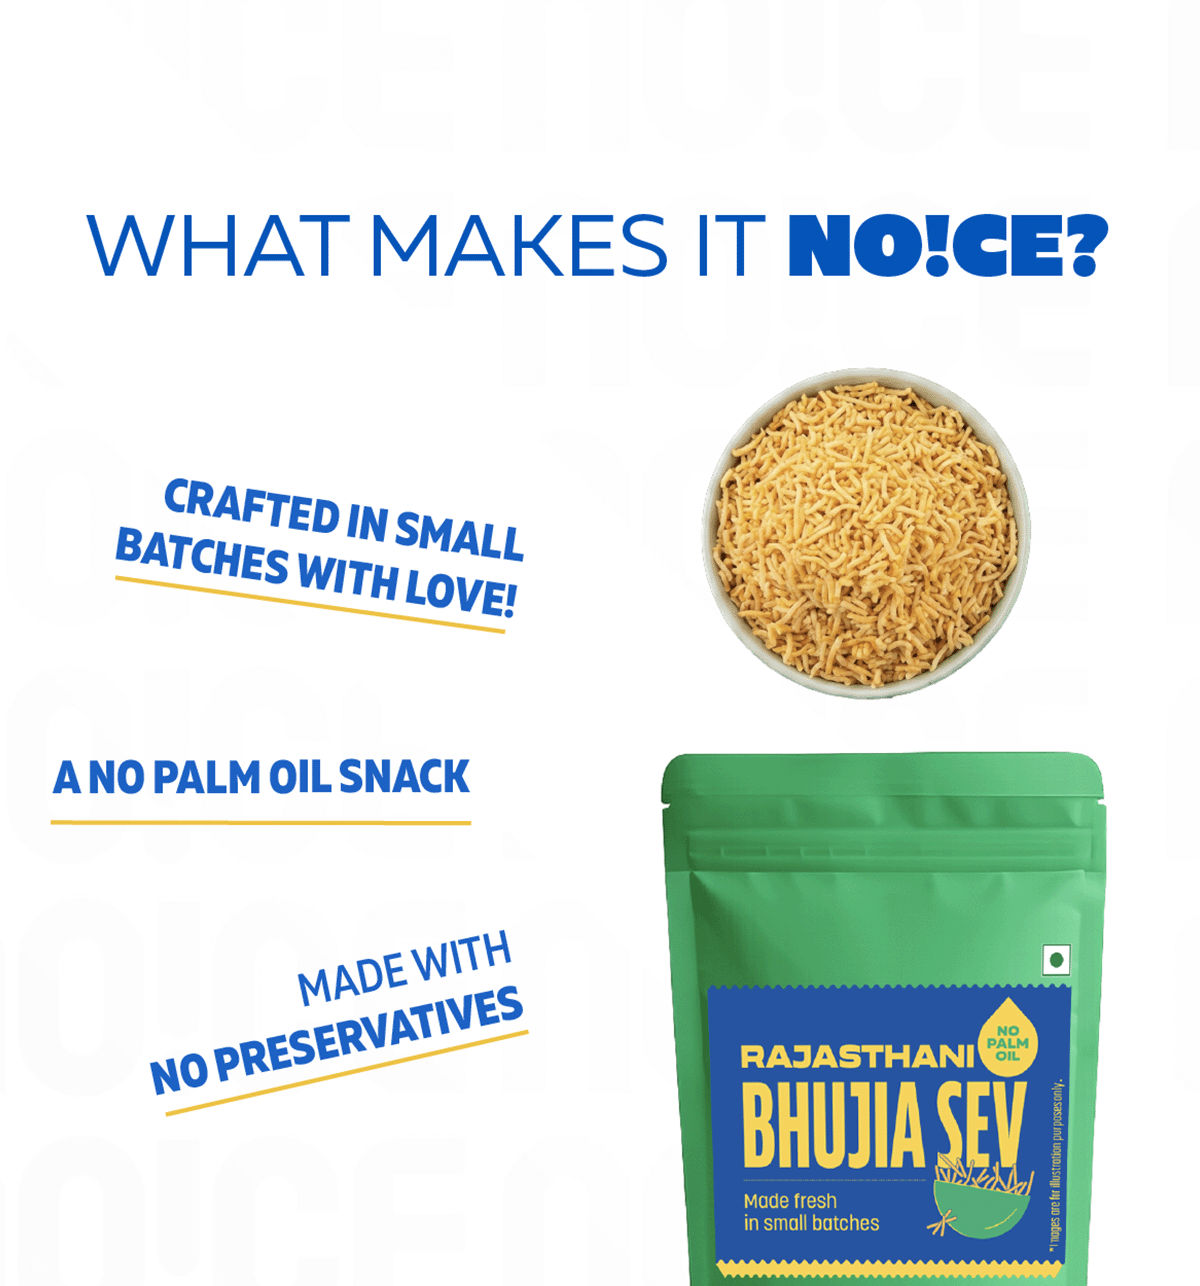 WHAT MAKES IT NO!CE?
CRAFTED IN SMALL
BATCHES WITH LOVE!
A NO PALM OIL SNACK
MADE WITH
NO PRESERVATIVES
NO
PALM
OIL
RAJASTHANI
BHUJIA SEV
Made fresh
in small batches
*Images are for illustration purposes only.